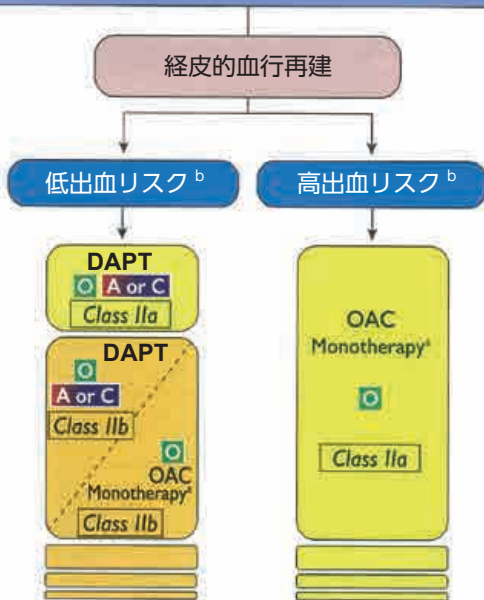 経皮的血行再建
低出血リスク b
高出血リスク b
DAPT
O A or C
Class IIa
DAPT
O
A or C
Class IIb
O
OAC
Monotherapy a
Class IIb
OAC
Monotherapy a
O
Class IIa